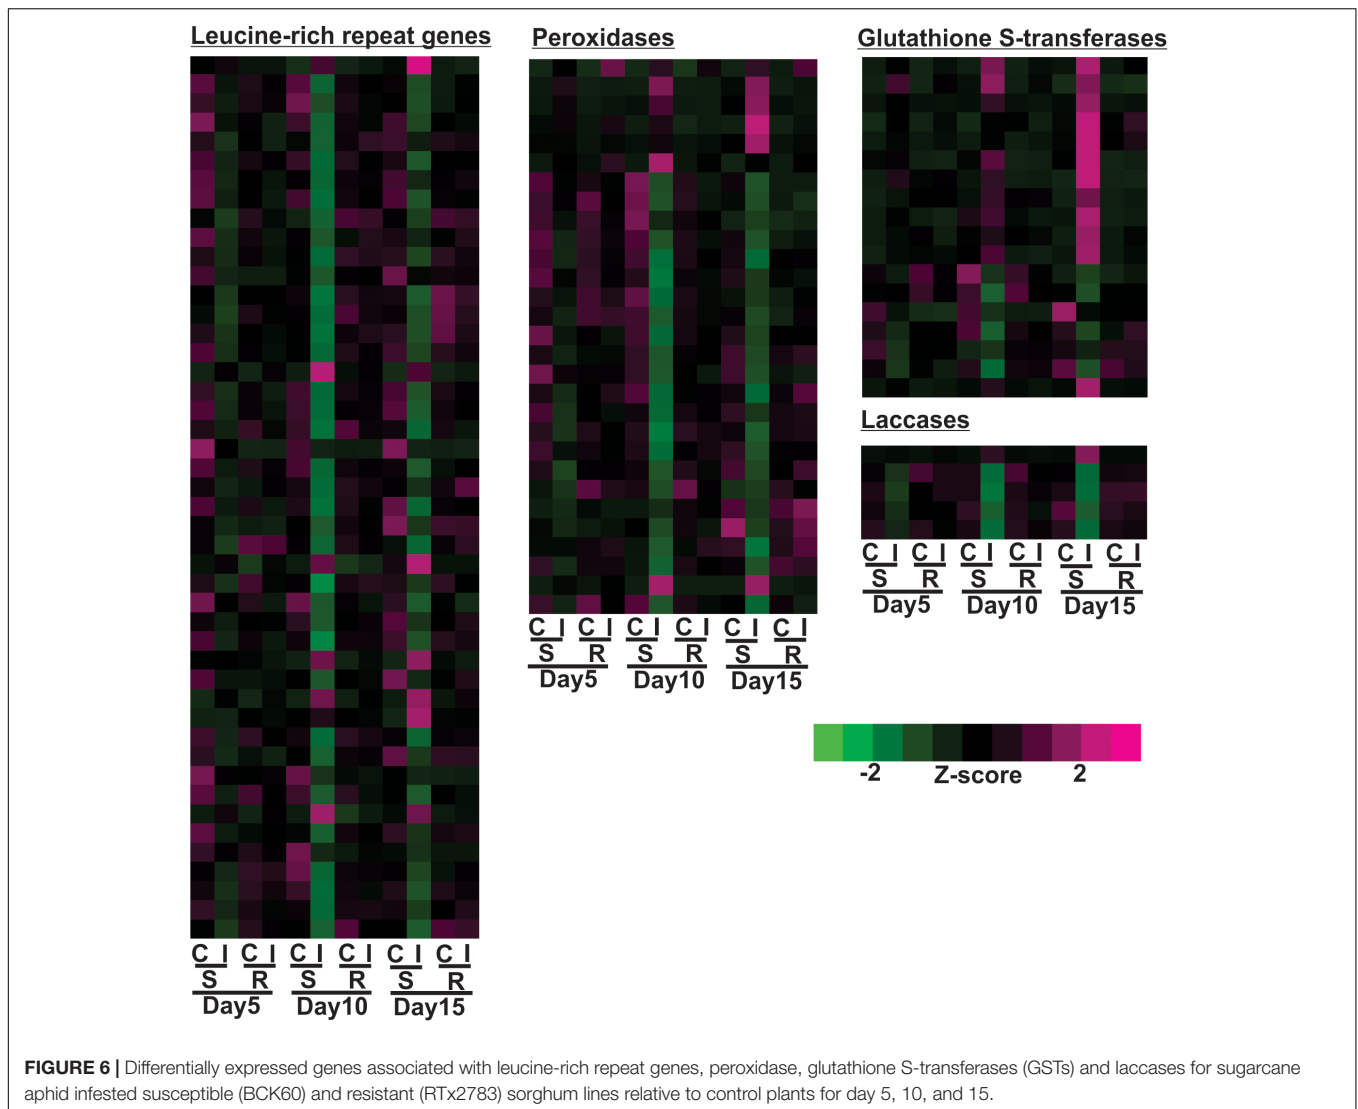 Leucine-rich repeat genes
Peroxidases
Glutathione S-transferases
Laccases
C I C I C I C I C I C I
S R S R S R
Day5 Day10 Day15
C I C I C I C I C I C I
S R S R S R
Day5 Day10 Day15
-2 Z-score 2
C I C I C I C I C I C I
S R S R S R
Day5 Day10 Day15
FIGURE 6 | Differentially expressed genes associated with leucine-rich repeat genes, peroxidase, glutathione S-transferases (GSTs) and laccases for sugarcane
aphid infested susceptible (BCK60) and resistant (RTx2783) sorghum lines relative to control plants for day 5, 10, and 15.